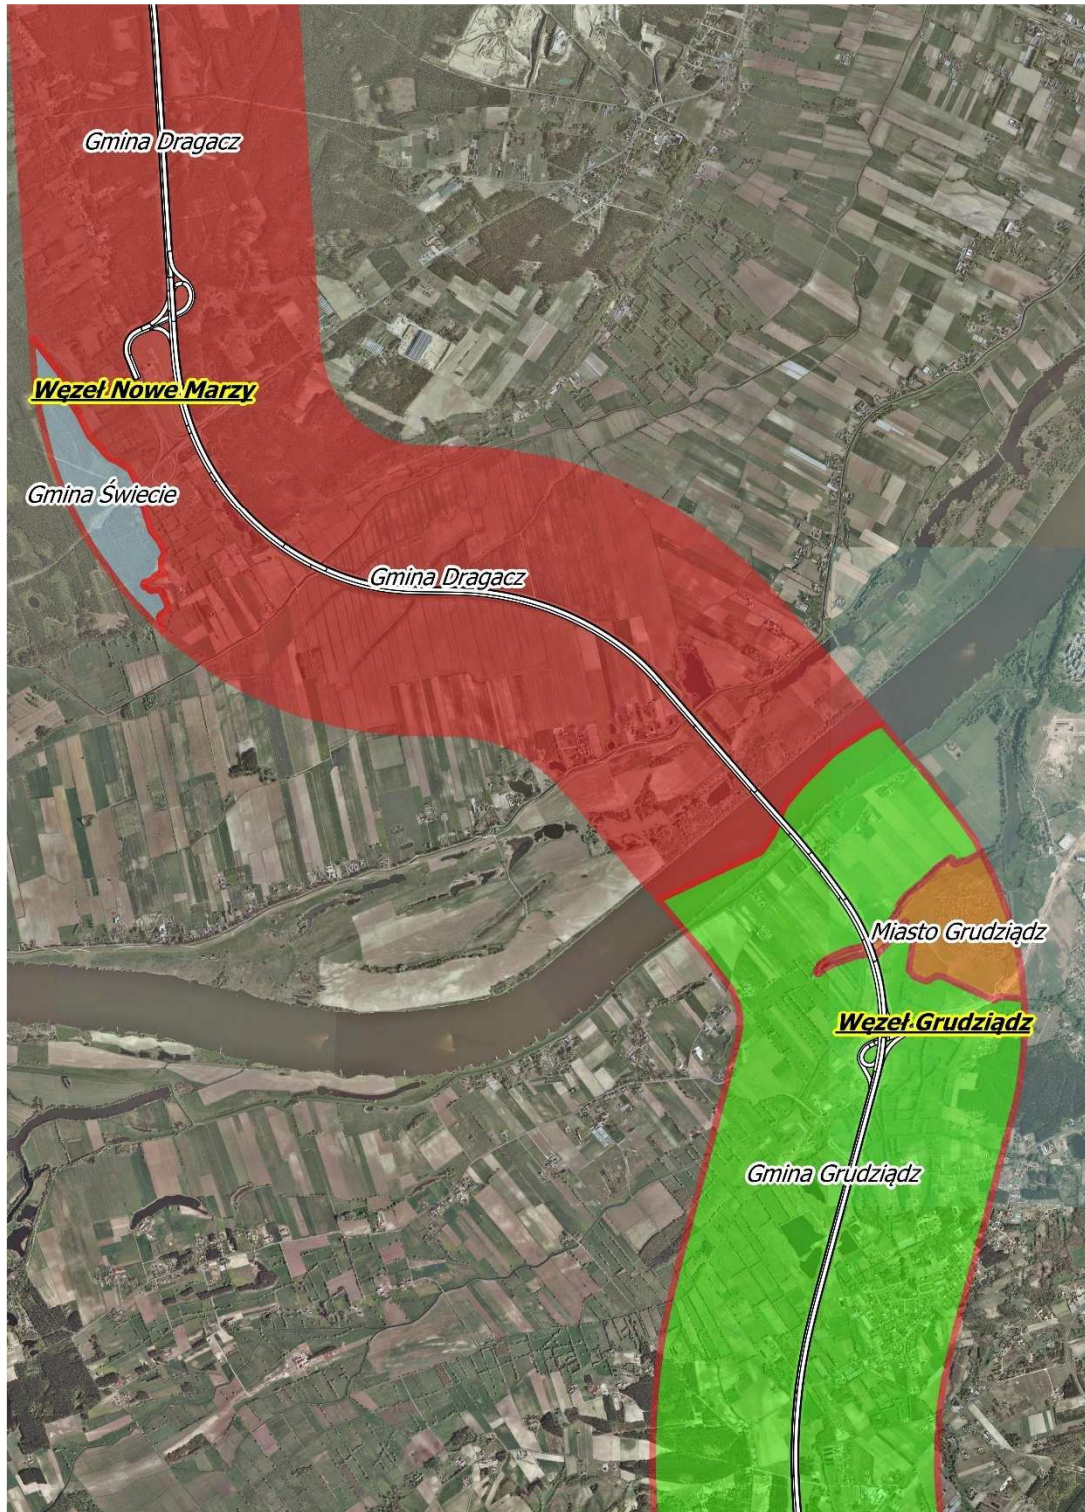 Gmina Dragacz
Węzeł Nowe Marzy
Gmina Świecie
Gmina Dragacz
Miasto Grudziądz
Węzeł Grudziądz
Gmina Grudziądz